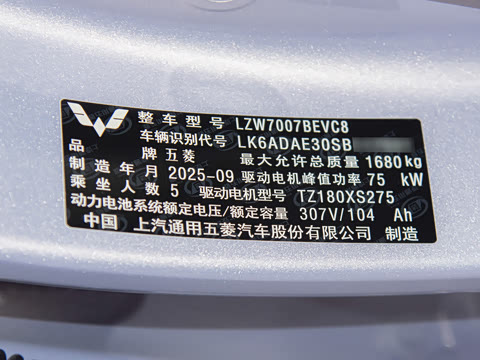 整车型号 LZW7007BEVC8
车辆识别代号 LK6ADAE30SB
品牌 五菱 最大允许总质量 1680kg
制造年月 2025-09 驱动电机峰值功率 75 kW
乘坐人数 5 驱动电机型号 TZ180XS275
动力电池系统额定电压/额定容量 307V/104 Ah
中国 上汽通用五菱汽车股份有限公司 制造